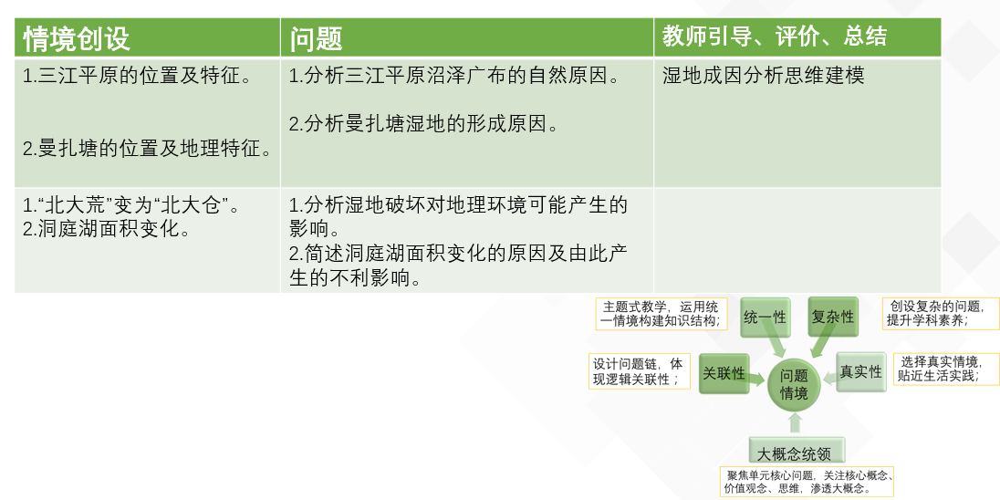 情境创设
问题
教师引导、评价、总结
1.三江平原的位置及特征。
2.曼扎塘的位置及地理特征。
1.分析三江平原沼泽广布的自然原因。
2.分析曼扎塘湿地的形成原因。
湿地成因分析思维建模
1.“北大荒”变为“北大仓”。
2.洞庭湖面积变化。
1.分析湿地破坏对地理环境可能产生的
影响。
2.简述洞庭湖面积变化的原因及由此产
生的不利影响。
主题式教学，运用统
一情境构建知识结构；
统一性
复杂性
创设复杂的问题，
提升学科素养；
设计问题链，体
现逻辑关联性；
关联性
问题
情境
真实性
选择真实情境，
贴近生活实践；
大概念统领
聚焦单元核心问题，关注核心概念、
价值观念、思维，渗透大概念。